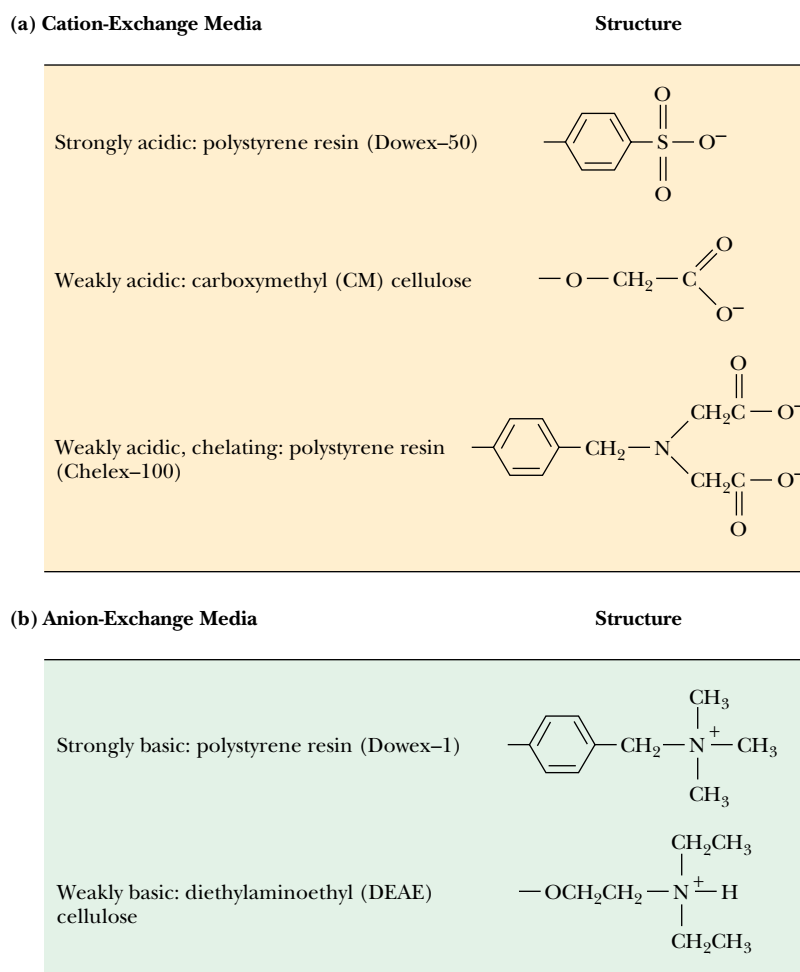 (a) Cation-Exchange Media Structure
Strongly acidic: polystyrene resin (Dowex–50)
O
S
O⁻
O
Weakly acidic: carboxymethyl (CM) cellulose
O
CH₂
C
O
O⁻
Weakly acidic, chelating: polystyrene resin
(Chelex–100)
CH₂
N
O
CH₂C
O⁻
CH₂C
O⁻
O
(b) Anion-Exchange Media Structure
Strongly basic: polystyrene resin (Dowex–1)
CH₃
CH₂
N⁺
CH₃
CH₃
Weakly basic: diethylaminoethyl (DEAE)
cellulose
CH₂CH₃
OCH₂CH₂
N⁺
H
CH₂CH₃